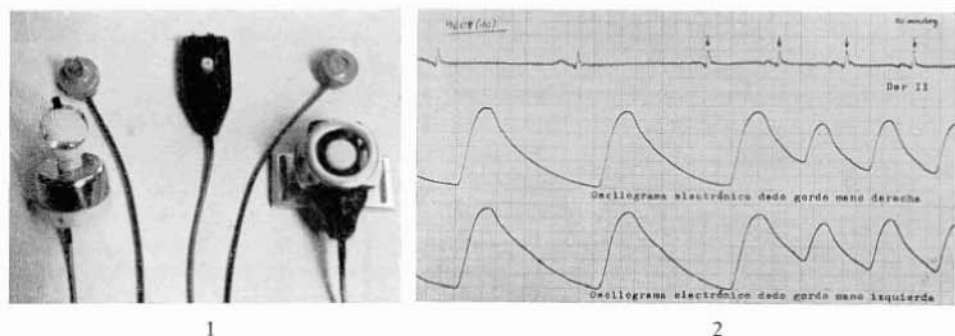 Der II
Oscilograma electrónico dedo gordo mano derecha
Oscilograma electrónico dedo gordo mano izquierda
1
2